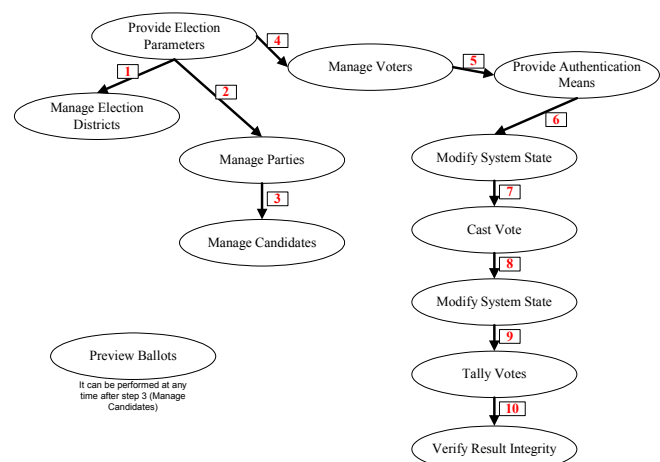 Provide Election
Parameters
4
Manage Voters
5
Provide Authentication
Means
1
2
6
Manage Election
Districts
Manage Parties
Modify System State
3
7
Manage Candidates
Cast Vote
8
Modify System State
9
Preview Ballots
It can be performed at any
time after step 3 (Manage
Candidates)
Tally Votes
10
Verify Result Integrity